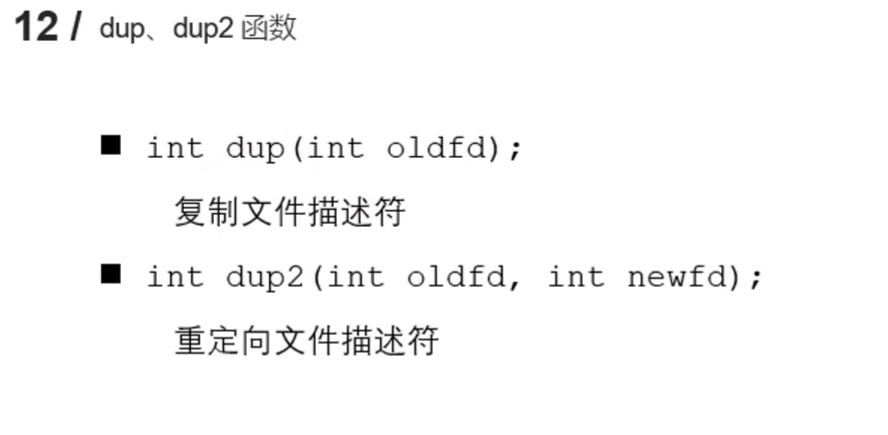 12 / dup、dup2 函数
■ int dup(int oldfd);
复制文件描述符
■ int dup2(int oldfd, int newfd);
重定向文件描述符